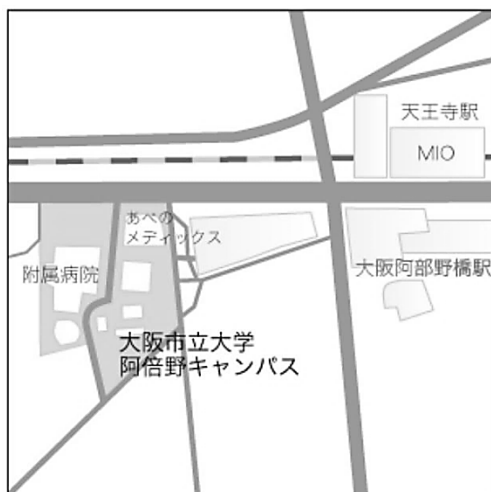 天王寺駅
MIO
あべの
メディックス
附属病院
大阪阿部野橋駅
大阪市立大学
阿倍野キャンパス